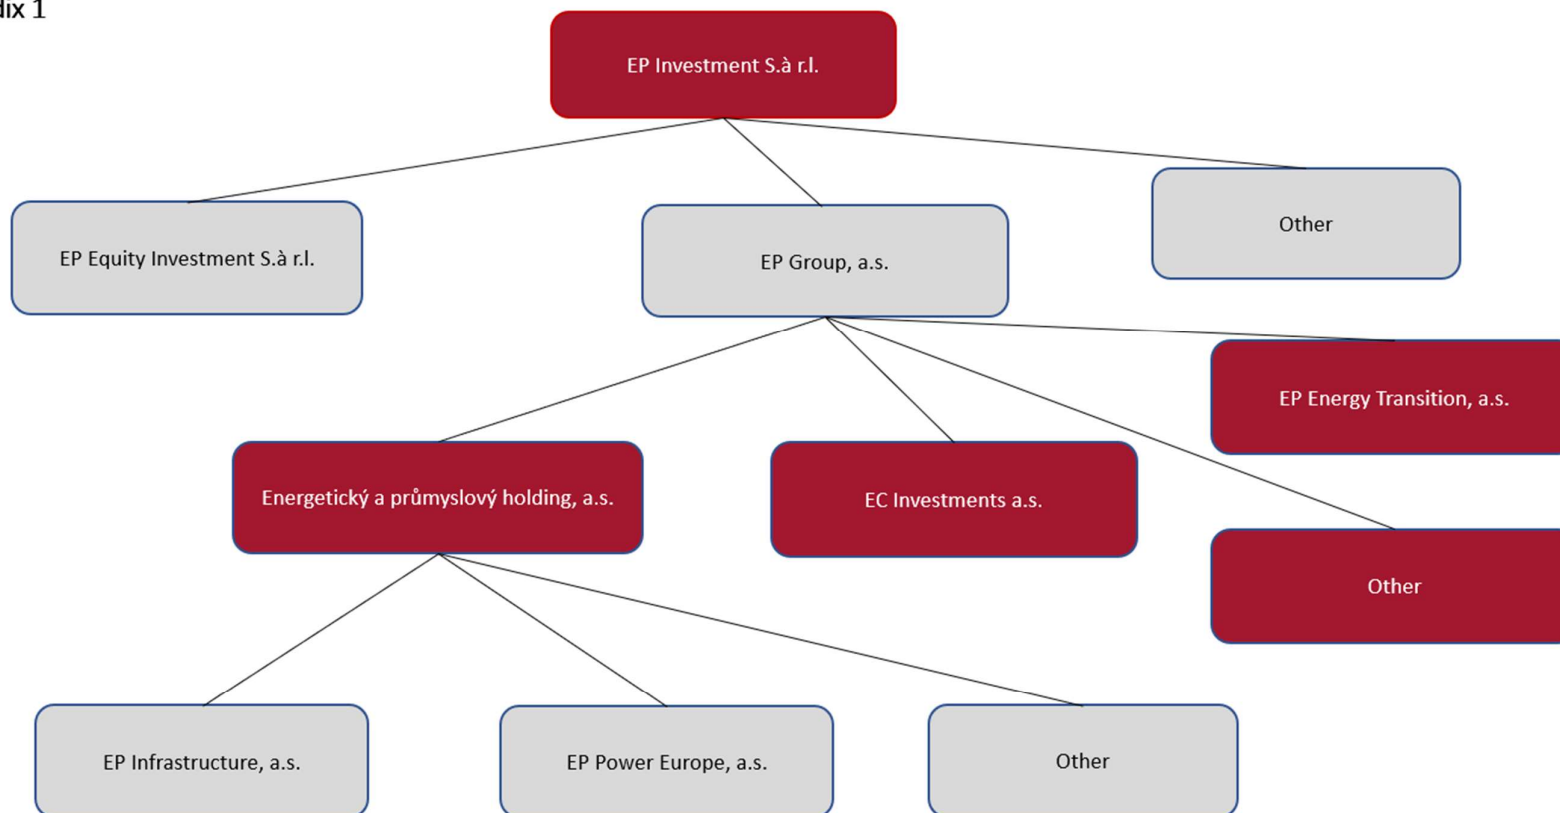 dix 1
EP Investment S.à r.l.
EP Equity Investment S.à r.l.
EP Group, a.s.
Other
EP Energy Transition, a.s.
Energetický a průmyslový holding, a.s.
EC Investments a.s.
Other
EP Infrastructure, a.s.
EP Power Europe, a.s.
Other